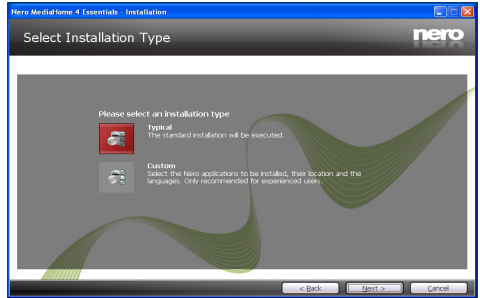 Nero MediaHome 4 Essentials - Installation
Select Installation Type
nero
Please select an installation type
Typical
The standard installation will be executed.
Custom
Select the Nero applications to be installed, their location and the
languages. Only recommended for experienced users.
< Back
Next >
Cancel